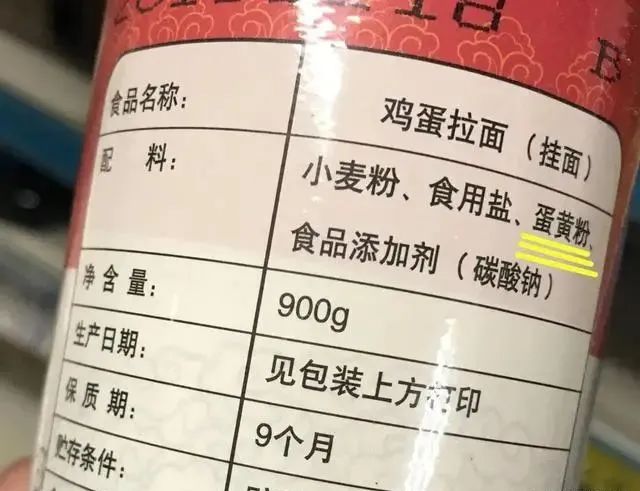 B
食品名称:
鸡蛋拉面（挂面）
配 料:
小麦粉、食用盐、蛋黄粉、
食品添加剂（碳酸钠）
净 含 量:
900g
生产日期:
见包装上方打印
保 质 期:
9个月
贮存条件: